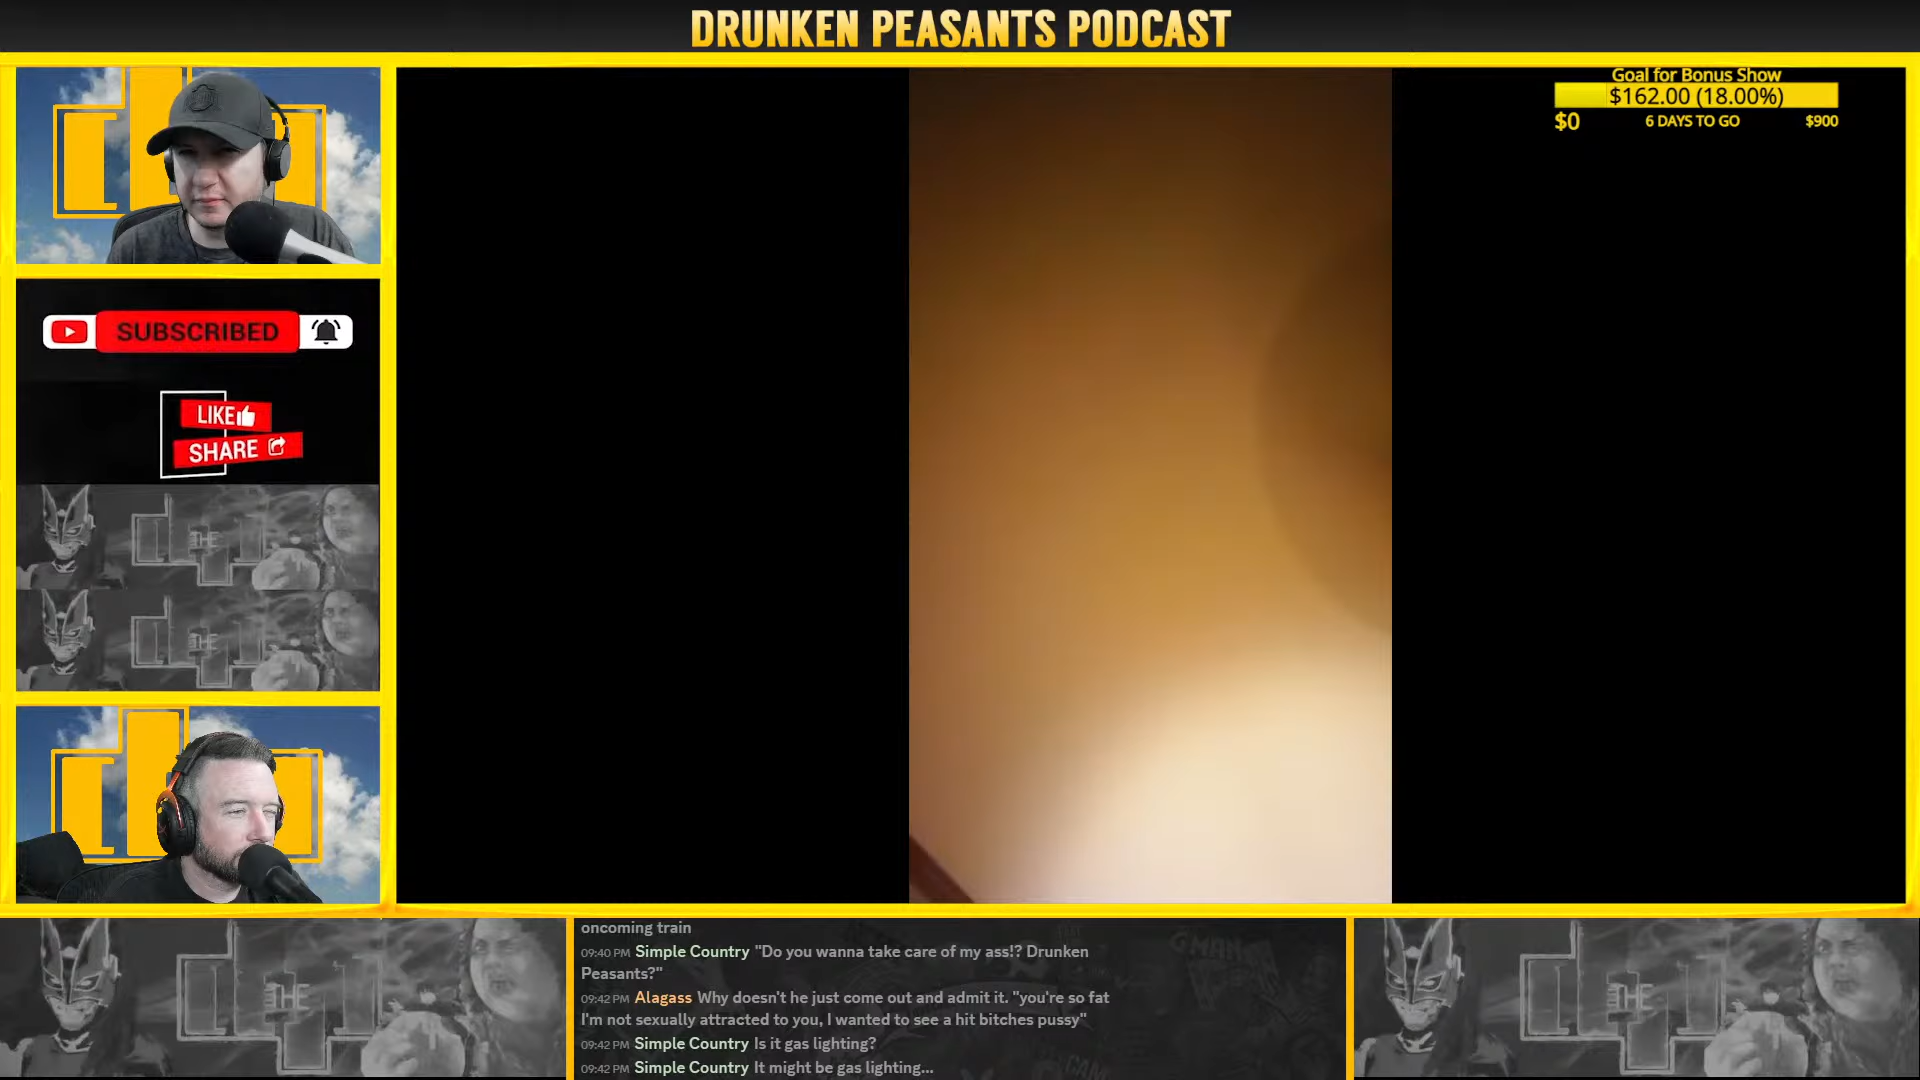 DRUNKEN PEASANTS PODCAST
Goal for Bonus Show
$162.00 (18.00%)
$0 6 DAYS TO GO $900
SUBSCRIBED
LIKE
SHARE
oncoming train
09:40 PM Simple Country "Do you wanna take care of my ass!? Drunken
Peasants?"
09:42 PM Alagass Why doesn't he just come out and admit it. "you're so fat
I'm not sexually attracted to you, I wanted to see a hit bitches pussy"
09:42 PM Simple Country Is it gas lighting?
09:42 PM Simple Country It might be gas lighting...